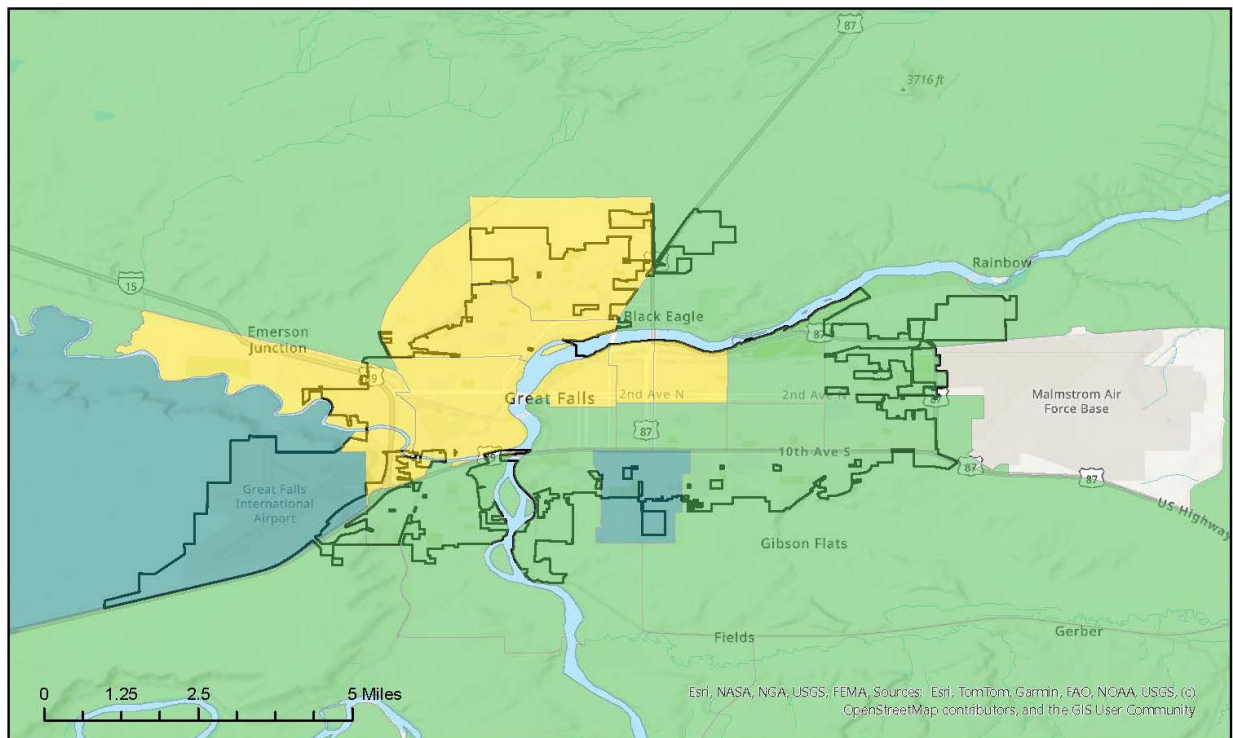 87
3716 ft
Rainbow
15
Emerson
Junction
Black Eagle
87
89
Great Falls
2nd Ave N
2nd Ave N
87
Malmstrom Air
Force Base
87
10th Ave S
89
87
87
Great Falls
International
Airport
US Highway
Gibson Flats
Fields
Gerber
0 1.25 2.5 5 Miles
Esri, NASA, NGA, USGS, FEMA, Sources: Esri, TomTom, Garmin, FAO, NOAA, USGS, (c)
OpenStreetMap contributors, and the GIS User Community